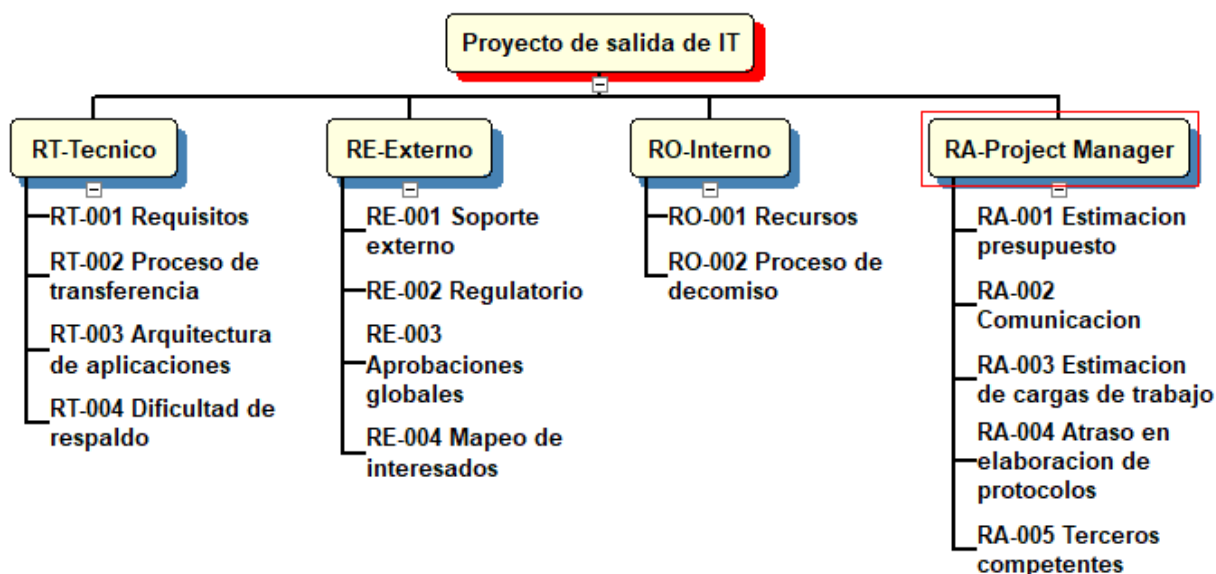 Proyecto de salida de IT
RT-Tecnico
RT-001 Requisitos
RT-002 Proceso de
transferencia
RT-003 Arquitectura
de aplicaciones
RT-004 Dificultad de
respaldo
RE-Externo
RE-001 Soporte
externo
RE-002 Regulatorio
RE-003
Aprobaciones
globales
RE-004 Mapeo de
interesados
RO-Interno
RO-001 Recursos
RO-002 Proceso de
decomiso
RA-Project Manager
RA-001 Estimacion
presupuesto
RA-002
Comunicacion
RA-003 Estimacion
de cargas de trabajo
RA-004 Atraso en
elaboracion de
protocolos
RA-005 Terceros
competentes